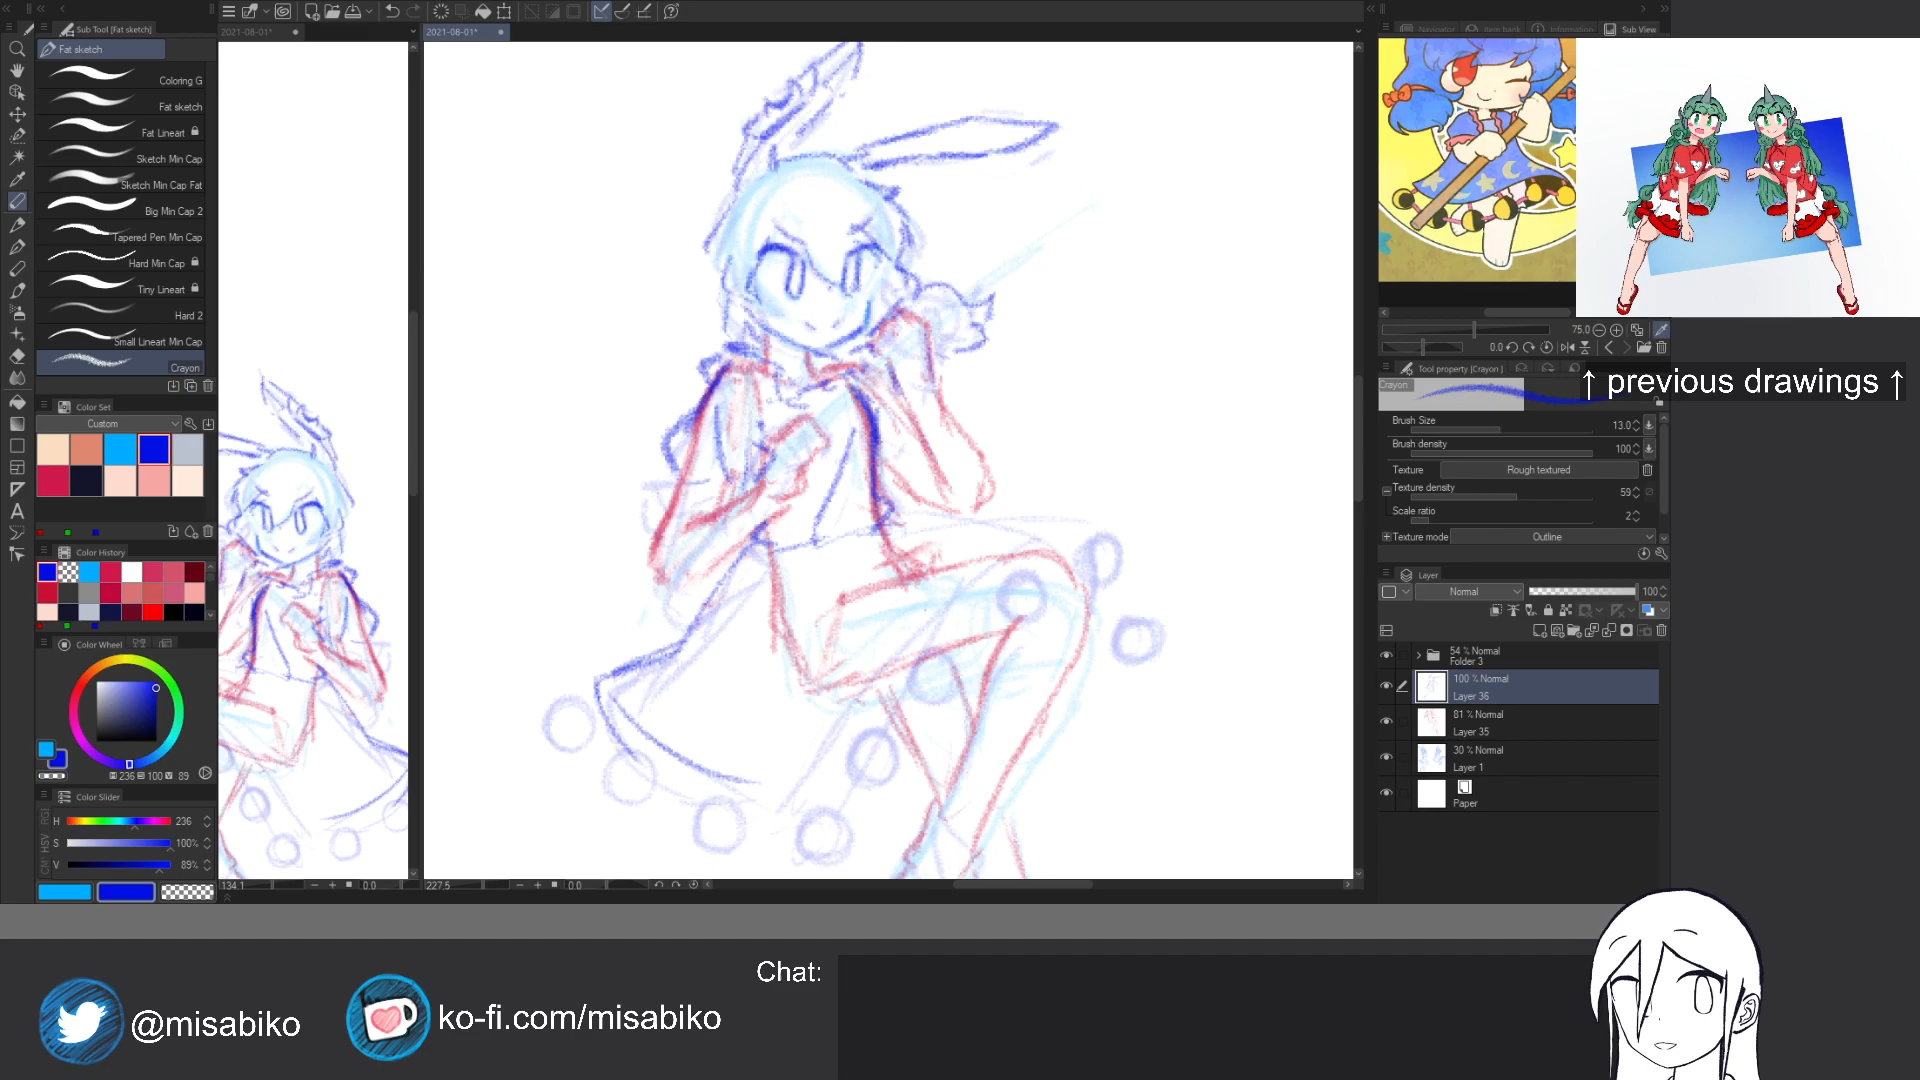 Sub Tool [Fat sketch]
Fat sketch
Coloring G
Fat sketch
Fat Lineart
Sketch Min Cap
Sketch Min Cap Fat
Big Min Cap 2
Tapered Pen Min Cap
Hard Min Cap
Tiny Lineart
Hard 2
Small Lineart Min Cap
Crayon
Color Set
Custom
Color History
Color Wheel
236 100 89
Color Slider
H 236
S 100%
V 89%
2021-08-01*
2021-08-01*
134.1
0.0
227.5
0.0
Navigator
Item bank
Information
Sub View
75.0
0.0
Tool property [Crayon]
↑ previous drawings ↑
Crayon
Brush Size 13.0
Brush density 100
Texture Rough textured
Texture density 59
Scale ratio 2
Texture mode Outline
Layer
Normal 100
54 % Normal
Folder 3
100 % Normal
Layer 36
81 % Normal
Layer 35
30 % Normal
Layer 1
Paper
@misabiko
ko-fi.com/misabiko
Chat: